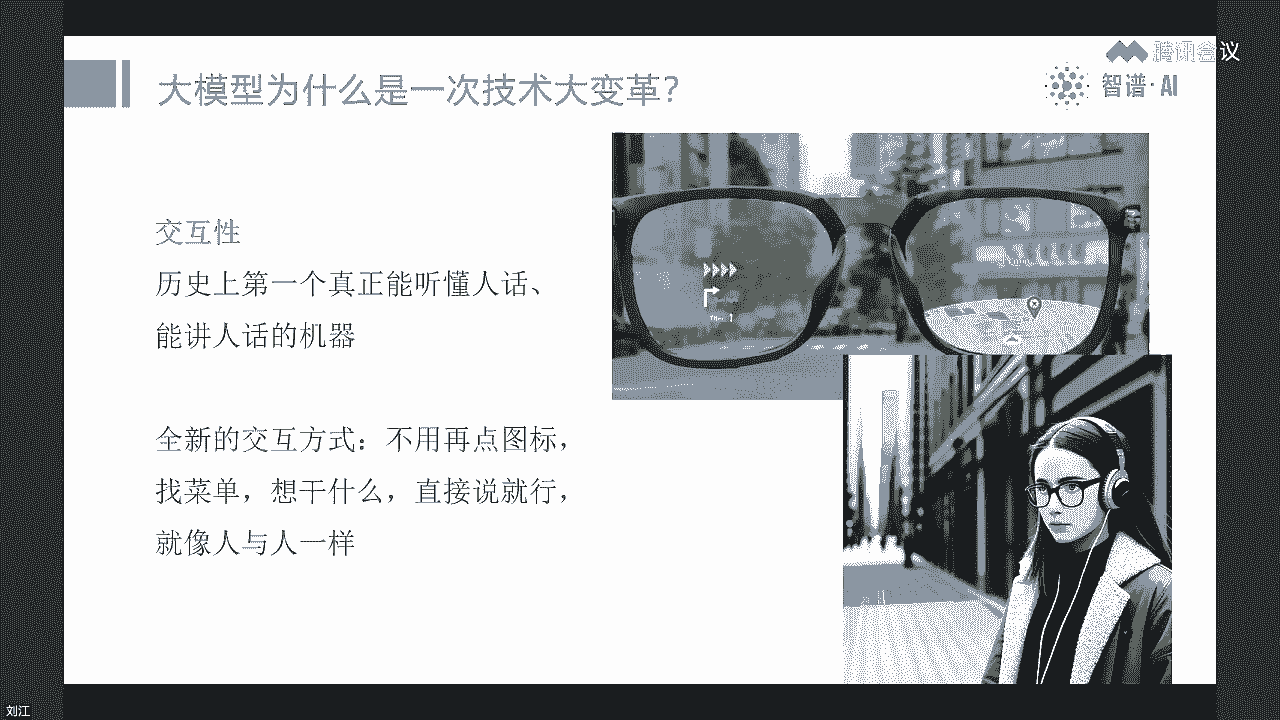 腾讯会议
大模型为什么是一次技术大变革？
智谱·AI
交互性
历史上第一个真正能听懂人话、
能讲人话的机器
全新的交互方式：不用再点图标，
找菜单，想干什么，直接说就行，
就像人与人一样
刘江